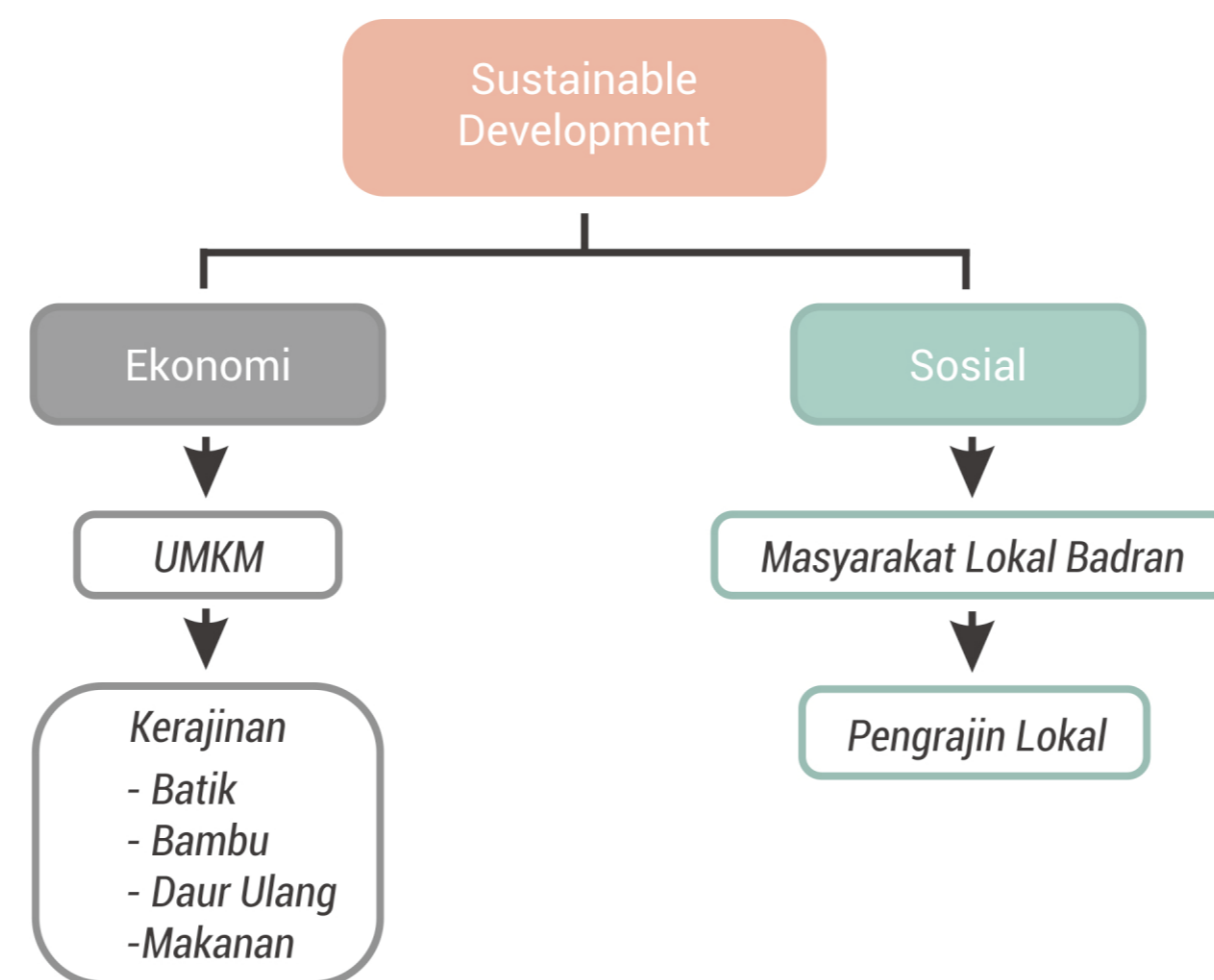 Sustainable
Development
Ekonomi
Sosial
UMKM
Masyarakat Lokal Badran
Kerajinan
- Batik
- Bambu
- Daur Ulang
-Makanan
Pengrajin Lokal